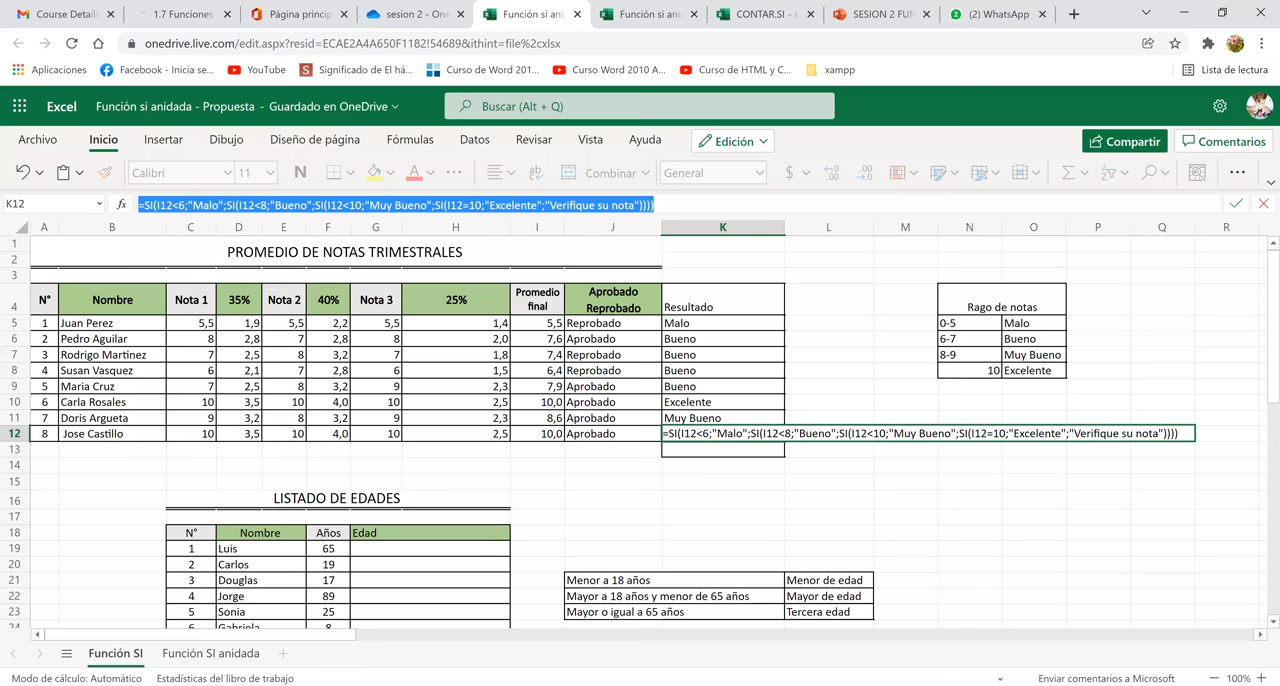 Course Details
1.7 Funciones
Página princip
sesion 2 - One
Función si ani
Función si ani
CONTAR.SI - s
SESION 2 FUN
(2) WhatsApp
onedrive.live.com/edit.aspx?resid=ECAE2A4A650F1182!54689&ithint=file%2cxlsx
Aplicaciones
Facebook - Inicia se...
YouTube
Significado de El há...
Curso de Word 201...
Curso Word 2010 A...
Curso de HTML y C...
xampp
Lista de lectura
Excel
Función si anidada - Propuesta - Guardado en OneDrive
Buscar (Alt + Q)
Archivo Inicio Insertar Dibujo Diseño de página Fórmulas Datos Revisar Vista Ayuda Edición Compartir Comentarios
Calibri 11 N A ab Combinar General $
K12 fx =SI(I12<6;"Malo";SI(I12<8;"Bueno";SI(I12<10;"Muy Bueno";SI(I12=10;"Excelente";"Verifique su nota"))))
A B C D E F G H I J K L M N O P Q R
1
PROMEDIO DE NOTAS TRIMESTRALES
2
3
4 N° Nombre Nota 1 35% Nota 2 40% Nota 3 25% Promedio final Aprobado Reprobado Resultado Rago de notas
5 1 Juan Perez 5,5 1,9 5,5 2,2 5,5 1,4 5,5 Reprobado Malo 0-5 Malo
6 2 Pedro Aguilar 8 2,8 7 2,8 8 2,0 7,6 Aprobado Bueno 6-7 Bueno
7 3 Rodrigo Martinez 7 2,5 8 3,2 7 1,8 7,4 Reprobado Bueno 8-9 Muy Bueno
8 4 Susan Vasquez 6 2,1 7 2,8 6 1,5 6,4 Reprobado Bueno 10 Excelente
9 5 Maria Cruz 7 2,5 8 3,2 9 2,3 7,9 Aprobado Bueno
10 6 Carla Rosales 10 3,5 10 4,0 10 2,5 10,0 Aprobado Excelente
11 7 Doris Argueta 9 3,2 8 3,2 9 2,3 8,6 Aprobado Muy Bueno
12 8 Jose Castillo 10 3,5 10 4,0 10 2,5 10,0 Aprobado =SI(I12<6;"Malo";SI(I12<8;"Bueno";SI(I12<10;"Muy Bueno";SI(I12=10;"Excelente";"Verifique su nota"))))
13
14
15
16 LISTADO DE EDADES
17
18 N° Nombre Años Edad
19 1 Luis 65
20 2 Carlos 19
21 3 Douglas 17 Menor a 18 años Menor de edad
22 4 Jorge 89 Mayor a 18 años y menor de 65 años Mayor de edad
23 5 Sonia 25 Mayor o igual a 65 años Tercera edad
24 6 Gabriela 8
Función SI Función SI anidada
Modo de cálculo: Automático Estadísticas del libro de trabajo Enviar comentarios a Microsoft 100%